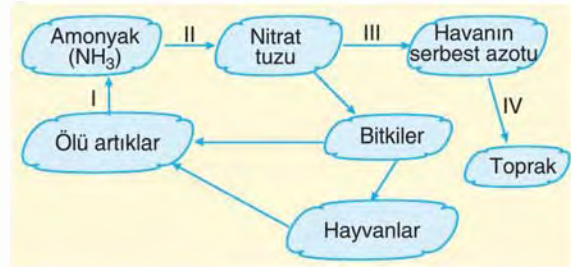 Amonyak
(NH₃)
II
Nitrat
tuzu
III
Havanın
serbest azotu
I
IV
Ölü artıklar
Bitkiler
Toprak
Hayvanlar